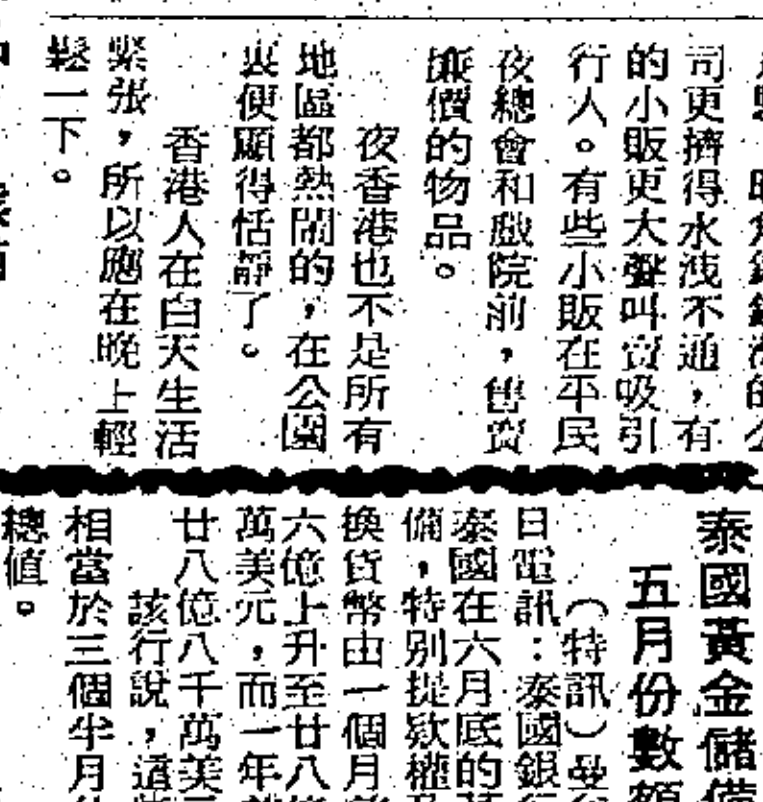 司更擠得水洩不通，有
的小販更大聲叫賣吸引
行人。有些小販在平民
夜總會和戲院前，售賣
廉價的物品。
夜香港也不是所有
地區都熱鬧的，在公園
裏便顯得恬靜了。
香港人在白天生活
緊張，所以應在晚上輕
鬆一下。
泰國黃金儲備
五月份數額
（特訊）曼
日電訊：泰國銀行
泰國在六月底的
備，特別提欵權
換貨幣由一個月
六億上升至廿八億
萬美元，而一年
廿八億八千萬美元
該行說，這
相當於三個半月
總值。